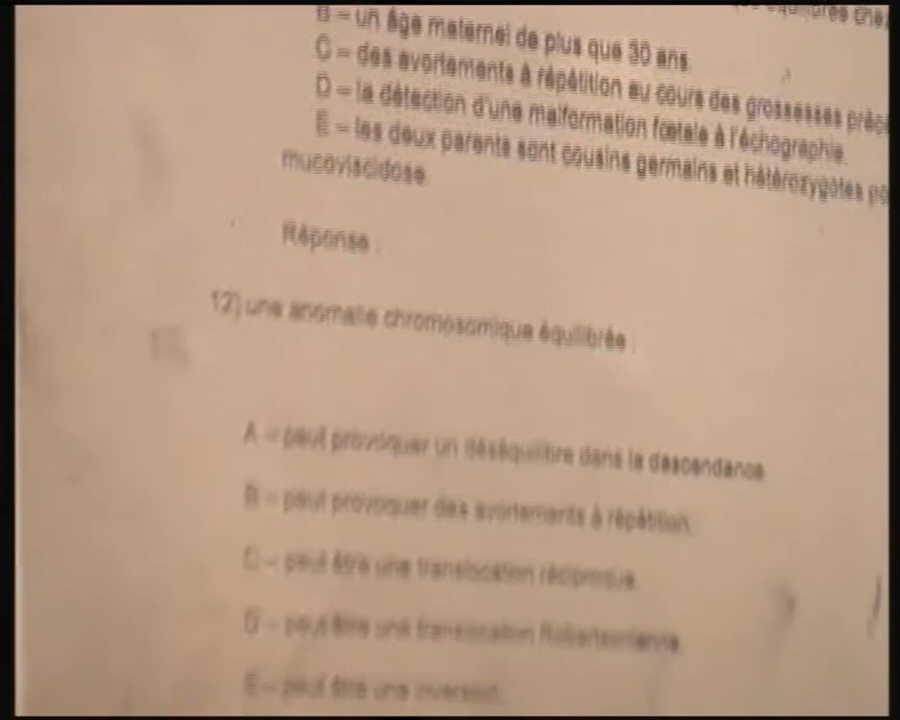 équilibrée chez
B = un âge maternel de plus que 30 ans.
C = des avortements à répétition au cours des grossesses préc
D = la détection d'une malformation fœtale à l'échographie.
E = les deux parents sont cousins germains et hétérozygotes po
mucoviscidose.
Réponse :
12) une anomalie chromosomique équilibrée :
A = peut provoquer un déséquilibre dans la descendance
B = peut provoquer des avortements à répétition.
C = peut être une translocation réciproque.
D = peut être une translocation Robertsonienne.
E = peut être une inversion.